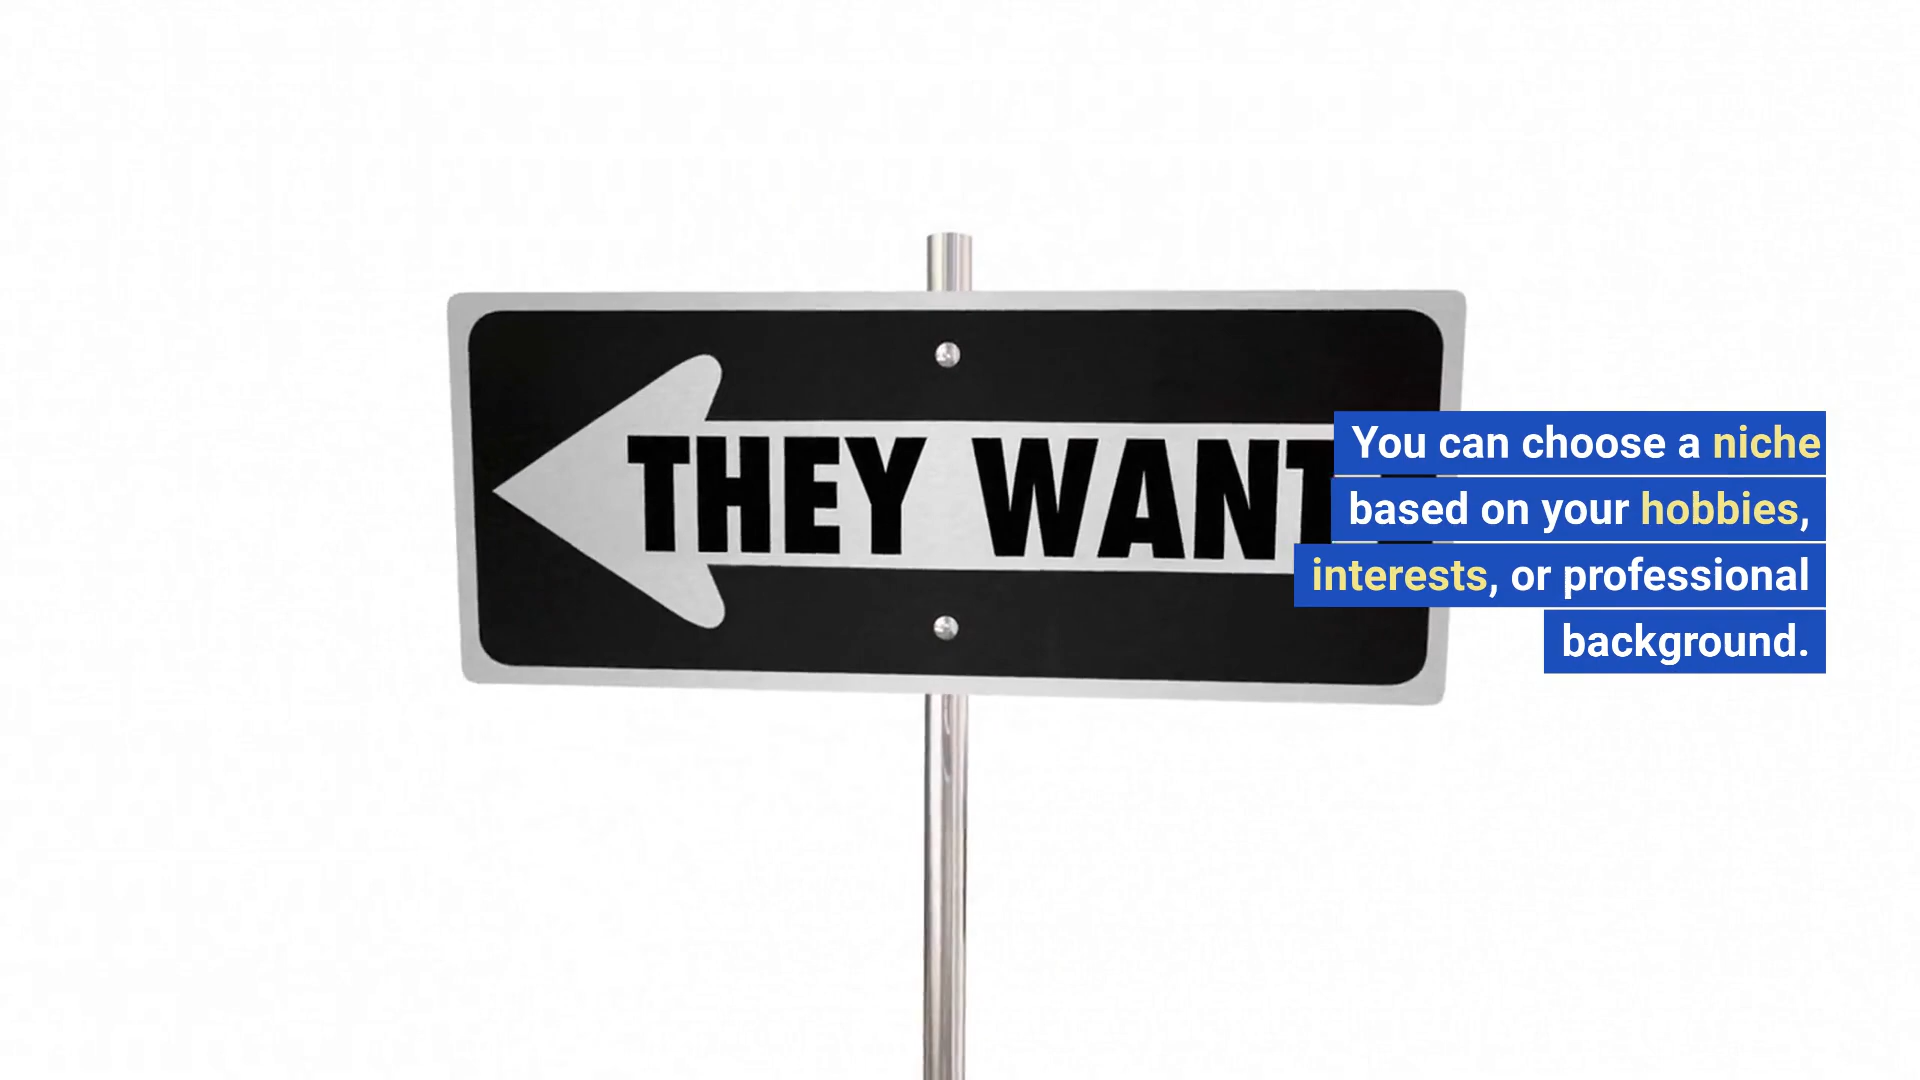 THEY WANT
You can choose a niche
based on your hobbies,
interests, or professional
background.